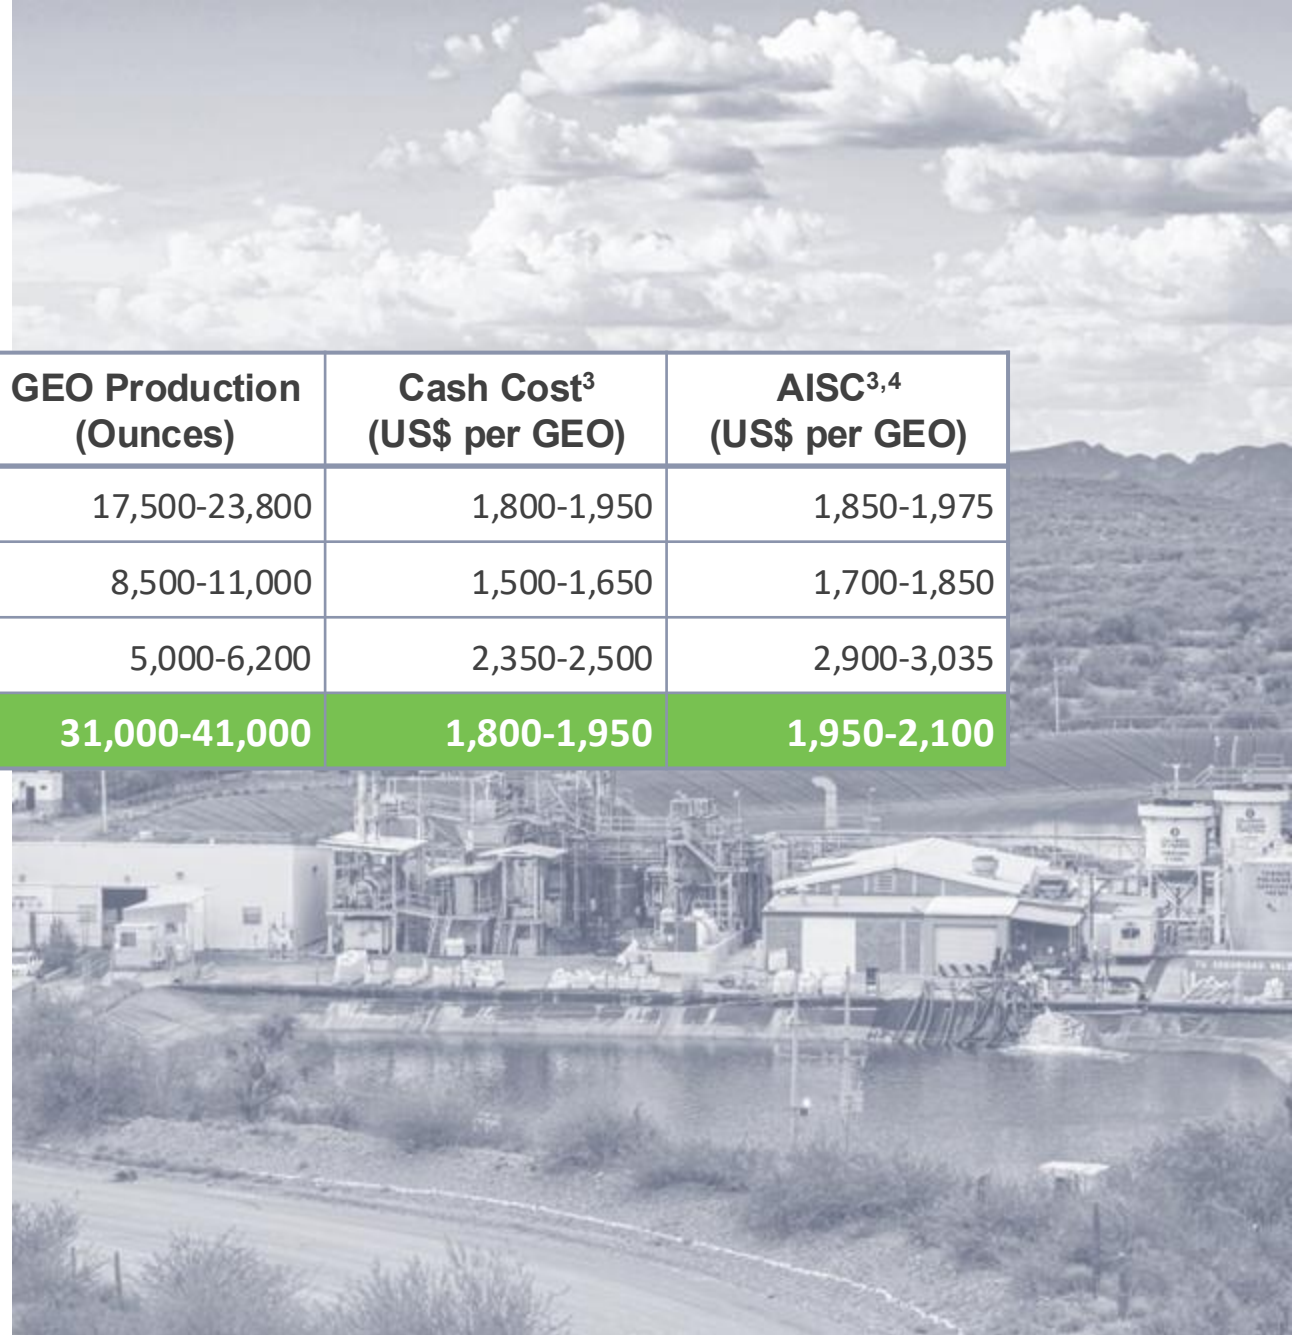 GEO Production Cash Cost³ AISC³,⁴
(Ounces) (US$ per GEO) (US$ per GEO)
17,500-23,800 1,800-1,950 1,850-1,975
8,500-11,000 1,500-1,650 1,700-1,850
5,000-6,200 2,350-2,500 2,900-3,035
31,000-41,000 1,800-1,950 1,950-2,100